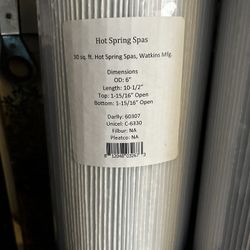 Hot Spring Spas
30 sq. ft. Hot Spring Spas, Watkins Mfg.
Dimensions
OD: 6"
Length: 10-1/2"
Top: 1-15/16" Open
Bottom: 1-15/16" Open
Darlly: 60307
Unicel: C-6330
Filbur: NA
Pleatco: NA